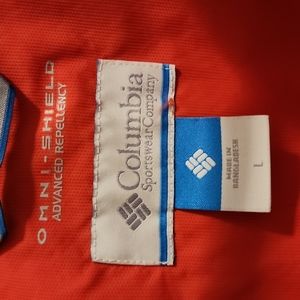 OMNI-SHIELD
ADVANCED REPELLENCY
Columbia
Sportswear Company
MADE IN
BANGLADESH
L